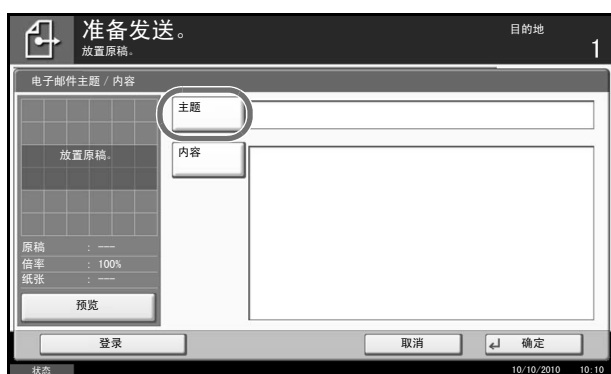 准备发送。
放置原稿。
目的地
1
电子邮件主题 / 内容
主题
放置原稿。
内容
原稿 : ---
倍率 : 100%
纸张 : ---
预览
登录
取消
确定
状态
10/10/2010 10:10